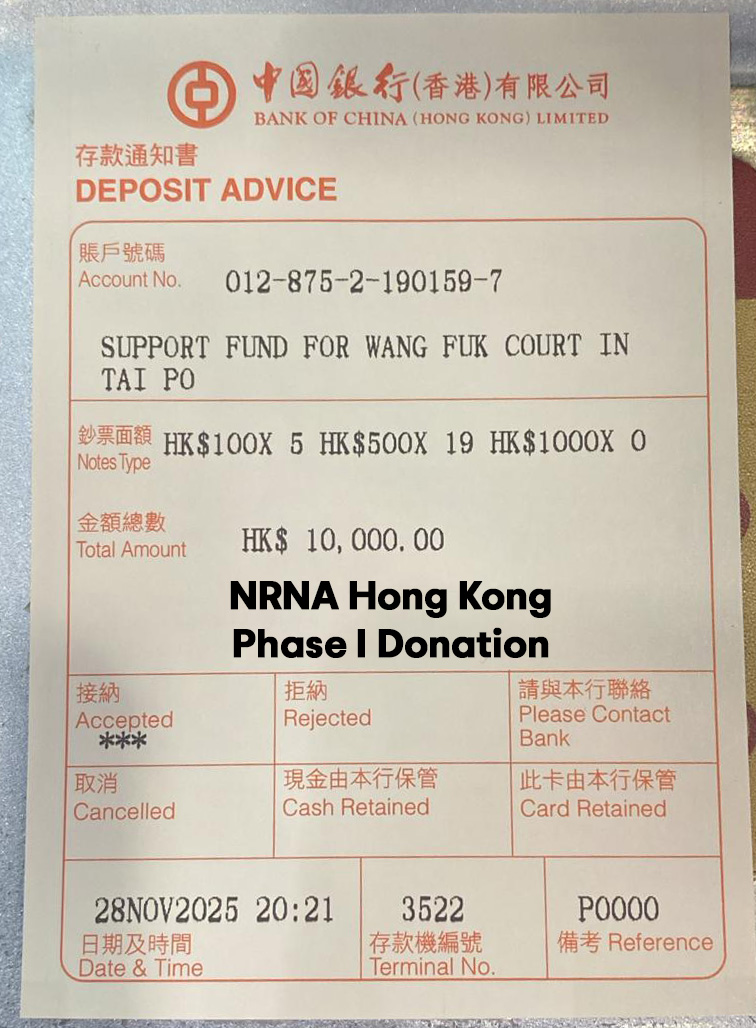 中國銀行(香港)有限公司
BANK OF CHINA (HONG KONG) LIMITED
存款通知書
DEPOSIT ADVICE
賬戶號碼
Account No. 012-875-2-190159-7
SUPPORT FUND FOR WANG FUK COURT IN
TAI PO
鈔票面額
Notes Type HK$100X 5 HK$500X 19 HK$1000X 0
金額總數
Total Amount HK$ 10,000.00
NRNA Hong Kong
Phase I Donation
接納
Accepted
***
拒納
Rejected
請與本行聯絡
Please Contact
Bank
取消
Cancelled
現金由本行保管
Cash Retained
此卡由本行保管
Card Retained
28NOV2025 20:21
日期及時間
Date & Time
3522
存款機編號
Terminal No.
P0000
備考 Reference